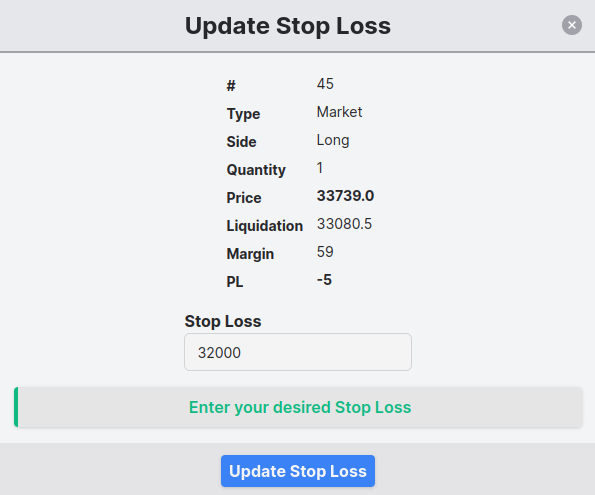 Update Stop Loss
# 45
Type Market
Side Long
Quantity 1
Price 33739.0
Liquidation 33080.5
Margin 59
PL -5
Stop Loss
32000
Enter your desired Stop Loss
Update Stop Loss